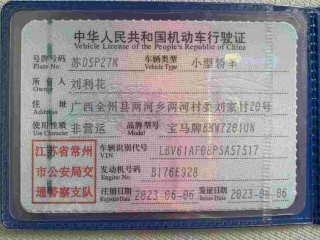 中华人民共和国机动车行驶证
Vehicle License of the People's Republic of China
号牌号码 苏D5P27N 车辆类型 小型轿车
Plate No. Vehicle Type
所有人 刘利花
Owner
住址 广西全州县两河乡两河村委刘家村20号
Address
使用性质 非营运 品牌型号 宝马牌BMW7201UN
Use Character Model
江苏省常州
市公安局交
通警察支队
车辆识别代号
VIN
发动机号码 B176E928
Engine No.
注册日期 2023-06-06 发证日期 2023-06-06
Register Date Issue Date